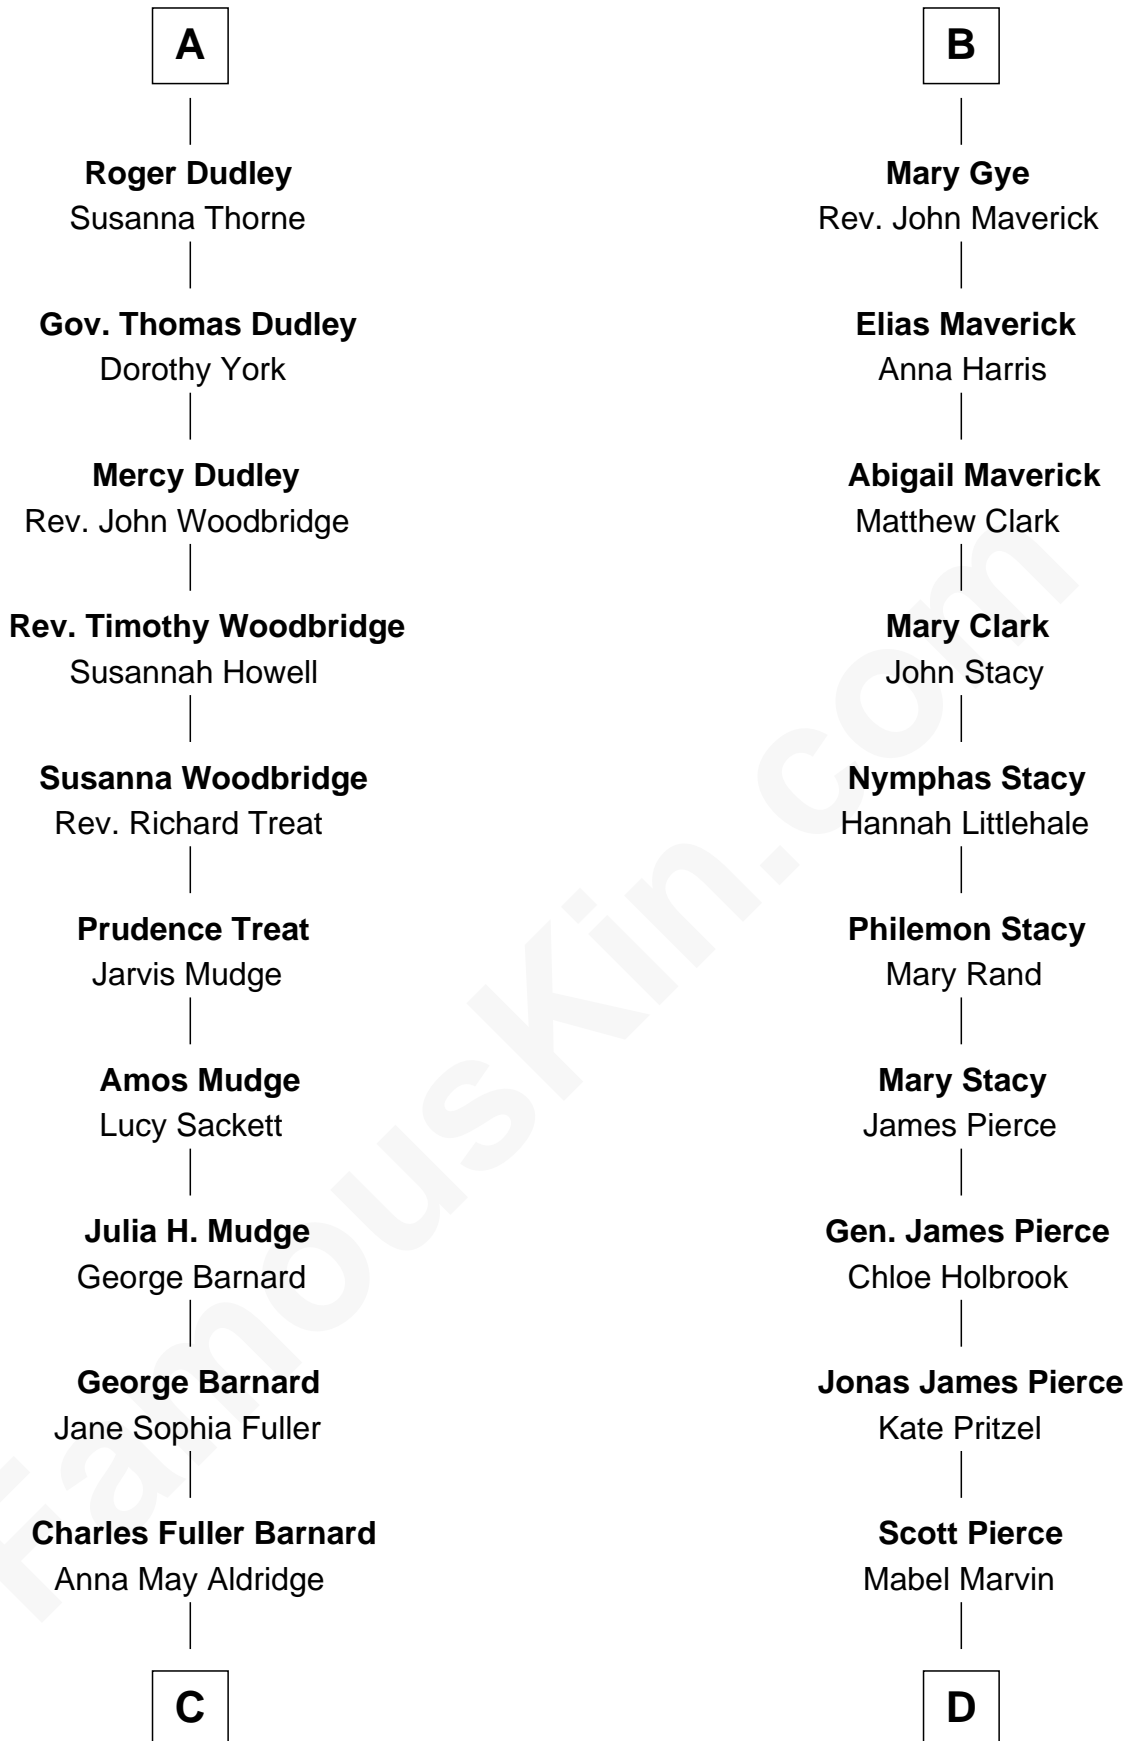 A
Roger Dudley
Susanna Thorne
Gov. Thomas Dudley
Dorothy York
Mercy Dudley
Rev. John Woodbridge
Rev. Timothy Woodbridge
Susannah Howell
Susanna Woodbridge
Rev. Richard Treat
Prudence Treat
Jarvis Mudge
Amos Mudge
Lucy Sackett
Julia H. Mudge
George Barnard
George Barnard
Jane Sophia Fuller
Charles Fuller Barnard
Anna May Aldridge
C
B
Mary Gye
Rev. John Maverick
Elias Maverick
Anna Harris
Abigail Maverick
Matthew Clark
Mary Clark
John Stacy
Nymphas Stacy
Hannah Littlehale
Philemon Stacy
Mary Rand
Mary Stacy
James Pierce
Gen. James Pierce
Chloe Holbrook
Jonas James Pierce
Kate Pritzel
Scott Pierce
Mabel Marvin
D
FamousKin.com